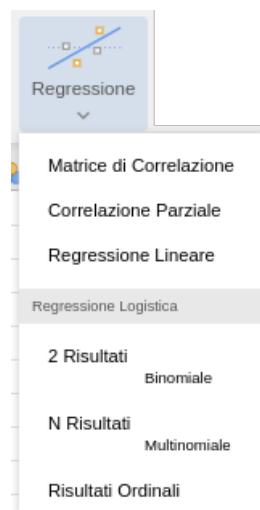 Regressione
Matrice di Correlazione
Correlazione Parziale
Regressione Lineare
Regressione Logistica
2 Risultati
Binomiale
N Risultati
Multinomiale
Risultati Ordinali